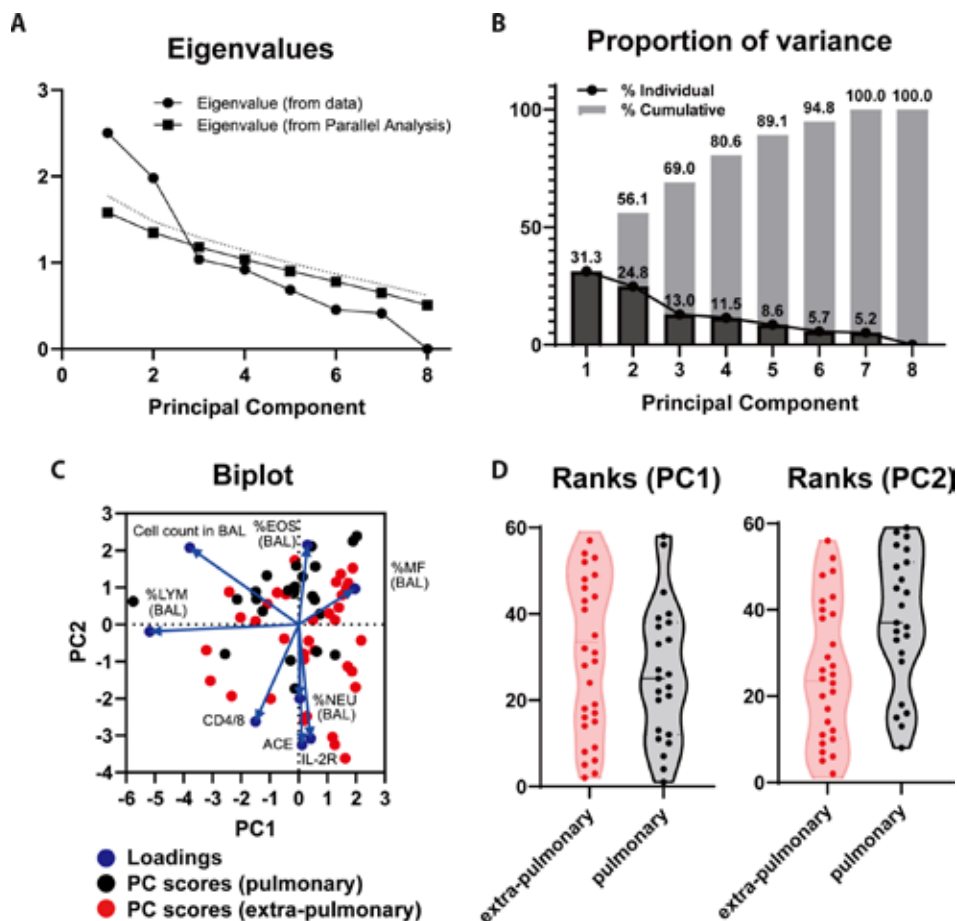 A
Eigenvalues
Eigenvalue (from data)
Eigenvalue (from Parallel Analysis)
3
2
1
0
0 2 4 6 8
Principal Component
B
Proportion of variance
% Individual
% Cumulative
100
50
0
31.3
56.1
24.8
69.0
13.0
80.6
11.5
89.1
8.6
94.8
5.7
100.0
5.2
100.0
1 2 3 4 5 6 7 8
Principal Component
C
Biplot
PC2
3
2
1
0
-1
-2
-3
-4
Cell count in BAL
%EOS
(BAL)
%MF
(BAL)
%LYM
(BAL)
%NEU
(BAL)
CD4/8
ACE
IL-2R
-6 -5 -4 -3 -2 -1 0 1 2 3
PC1
Loadings
PC scores (pulmonary)
PC scores (extra-pulmonary)
D
Ranks (PC1)
60
40
20
0
extra-pulmonary
pulmonary
Ranks (PC2)
60
40
20
0
extra-pulmonary
pulmonary